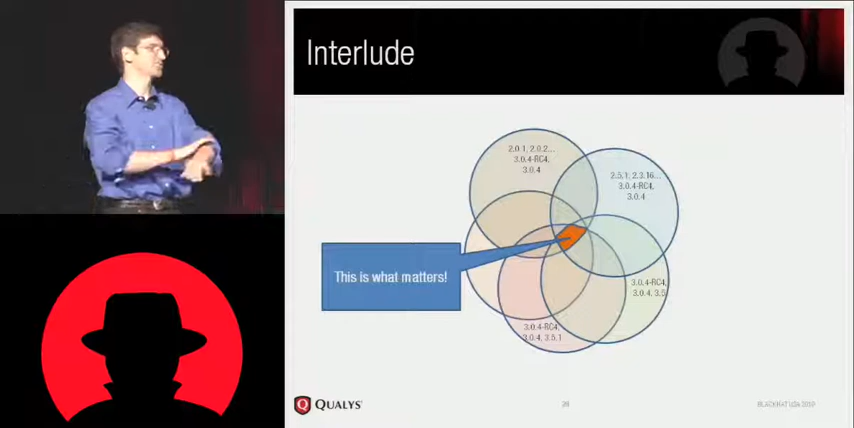 Interlude
2.0.1, 2.0.2...
3.0.4-RC4,
3.0.4
2.5.1, 2.3.16...
3.0.4-RC4,
3.0.4
This is what matters!
3.0.4-RC4,
3.0.4, 3.5
3.0.4-RC4,
3.0.4, 3.5.1
QUALYS
28
BLACKHAT USA 2010